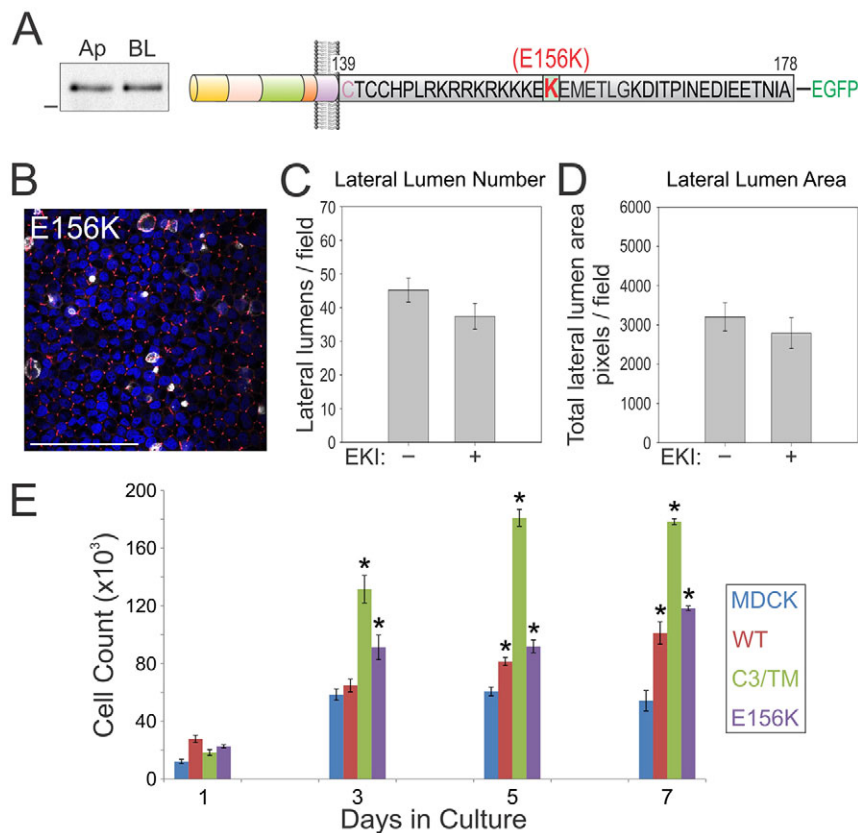 A
Ap BL
139
(E156K)
178
CTCCHPLRKRRKRKKKEKEMETLGKDITPINEDIEETNIA
EGFP
B
E156K
C
Lateral Lumen Number
Lateral lumens / field
70
60
50
40
30
20
10
0
EKI: – +
D
Lateral Lumen Area
Total lateral lumen area
pixels / field
6000
5000
4000
3000
2000
1000
0
EKI: – +
E
Cell Count (x10³)
200
160
120
80
40
0
* * * * * * * *
1 3 5 7
Days in Culture
MDCK
WT
C3/TM
E156K